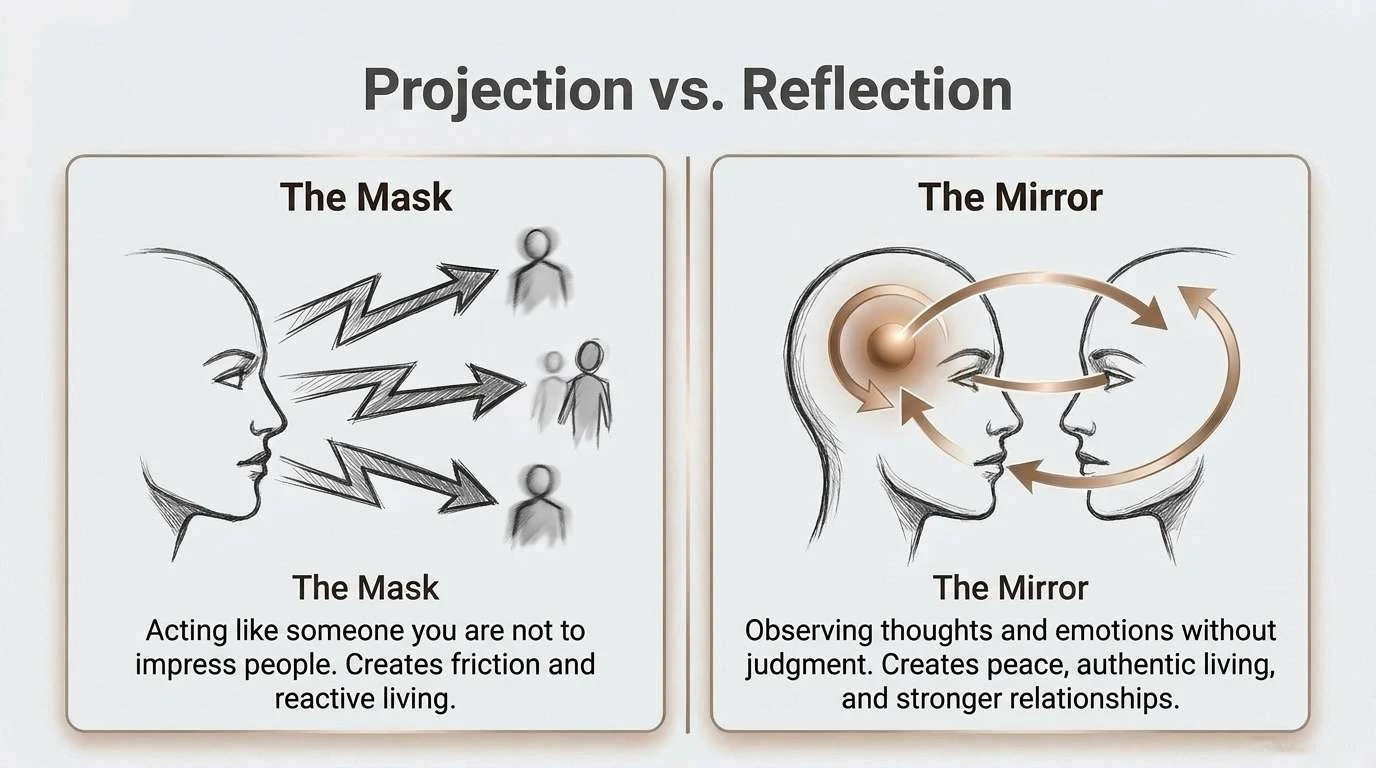 Projection vs. Reflection
The Mask
The Mask
Acting like someone you are not to
impress people. Creates friction and
reactive living.
The Mirror
The Mirror
Observing thoughts and emotions without
judgment. Creates peace, authentic living,
and stronger relationships.